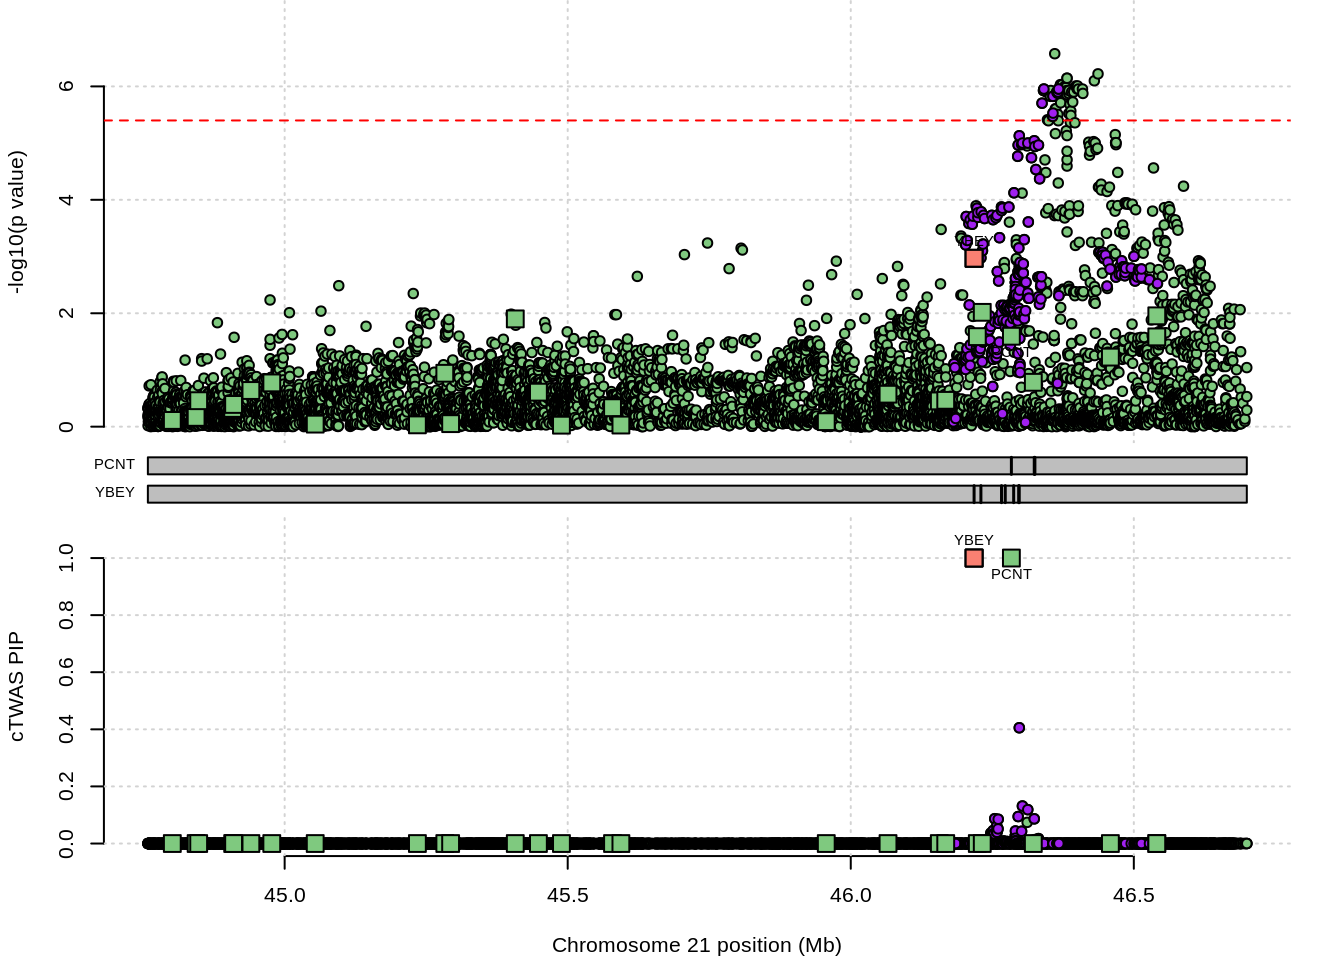 6
4
2
0
-log10(p value)
YBEY
PCNT
YBEY
1.0
0.8
0.6
0.4
0.2
0.0
cTWAS PIP
YBEY
PCNT
45.0
45.5
46.0
46.5
Chromosome 21 position (Mb)